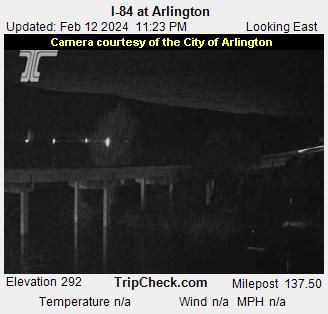 I-84 at Arlington
Updated: Feb 12 2024 11:23 PM Looking East
Camera courtesy of the City of Arlington
Elevation 292 TripCheck.com Milepost 137.50
Temperature n/a Wind n/a MPH n/a